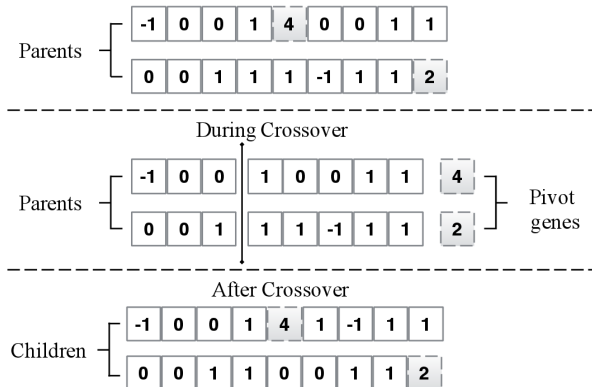 -1 0 0 1 4 0 0 1 1
Parents
0 0 1 1 1 -1 1 1 2
During Crossover
-1 0 0 1 0 0 1 1 4
Parents
Pivot
genes
0 0 1 1 1 -1 1 1 2
After Crossover
-1 0 0 1 4 1 -1 1 1
Children
0 0 1 1 0 0 1 1 2